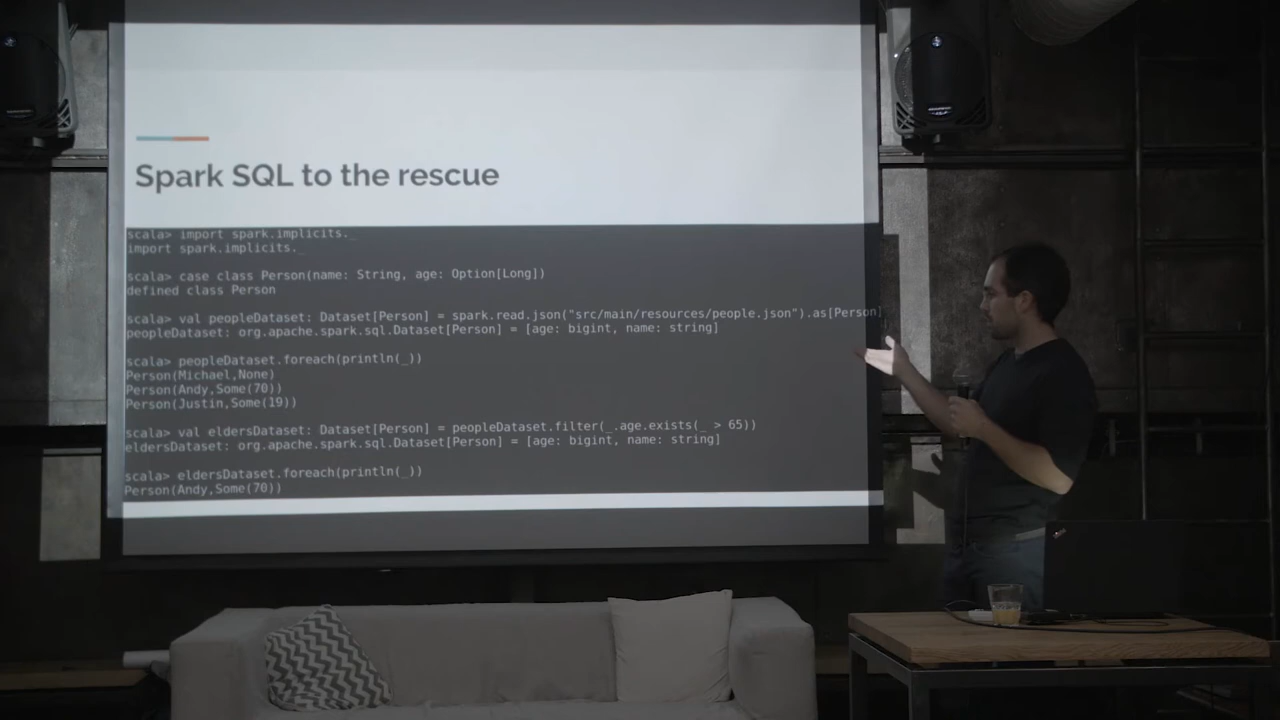 Spark SQL to the rescue
scala> import spark.implicits._
import spark.implicits._
scala> case class Person(name: String, age: Option[Long])
defined class Person
scala> val peopleDataset: Dataset[Person] = spark.read.json("src/main/resources/people.json").as[Person]
peopleDataset: org.apache.spark.sql.Dataset[Person] = [age: bigint, name: string]
scala> peopleDataset.foreach(println(_))
Person(Michael,None)
Person(Andy,Some(70))
Person(Justin,Some(19))
scala> val eldersDataset: Dataset[Person] = peopleDataset.filter(_.age.exists(_ > 65))
eldersDataset: org.apache.spark.sql.Dataset[Person] = [age: bigint, name: string]
scala> eldersDataset.foreach(println(_))
Person(Andy,Some(70))